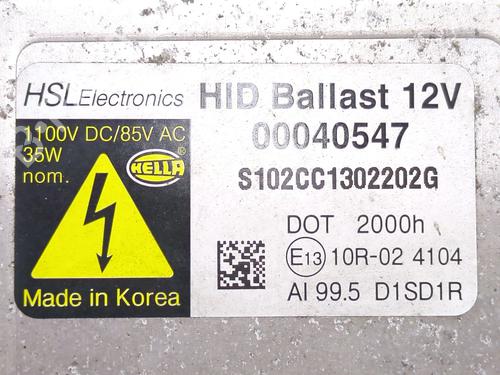 HSLElectronics
1100V DC/85V AC
35W
nom.
HELLA
Made in Korea
HID Ballast 12V
00040547
S102CC1302202G
DOT 2000h
E13 10R-02 4104
AI 99.5 D1SD1R